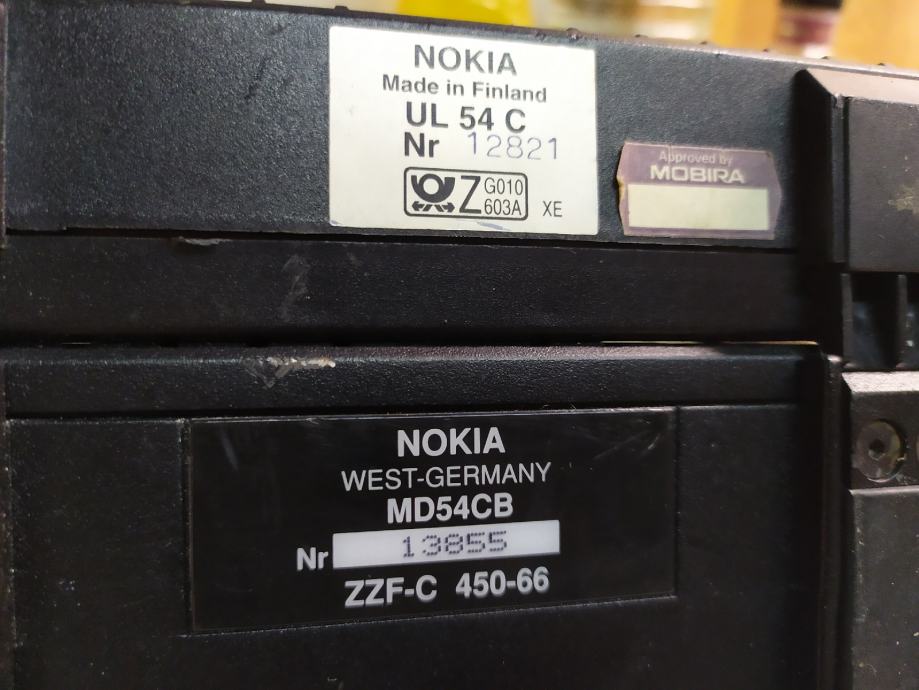 NOKIA
Made in Finland
UL 54 C
Nr 12821
Z G010
603A XE
Approved by
MOBIRA
NOKIA
WEST-GERMANY
MD54CB
Nr 13855
ZZF-C 450-66